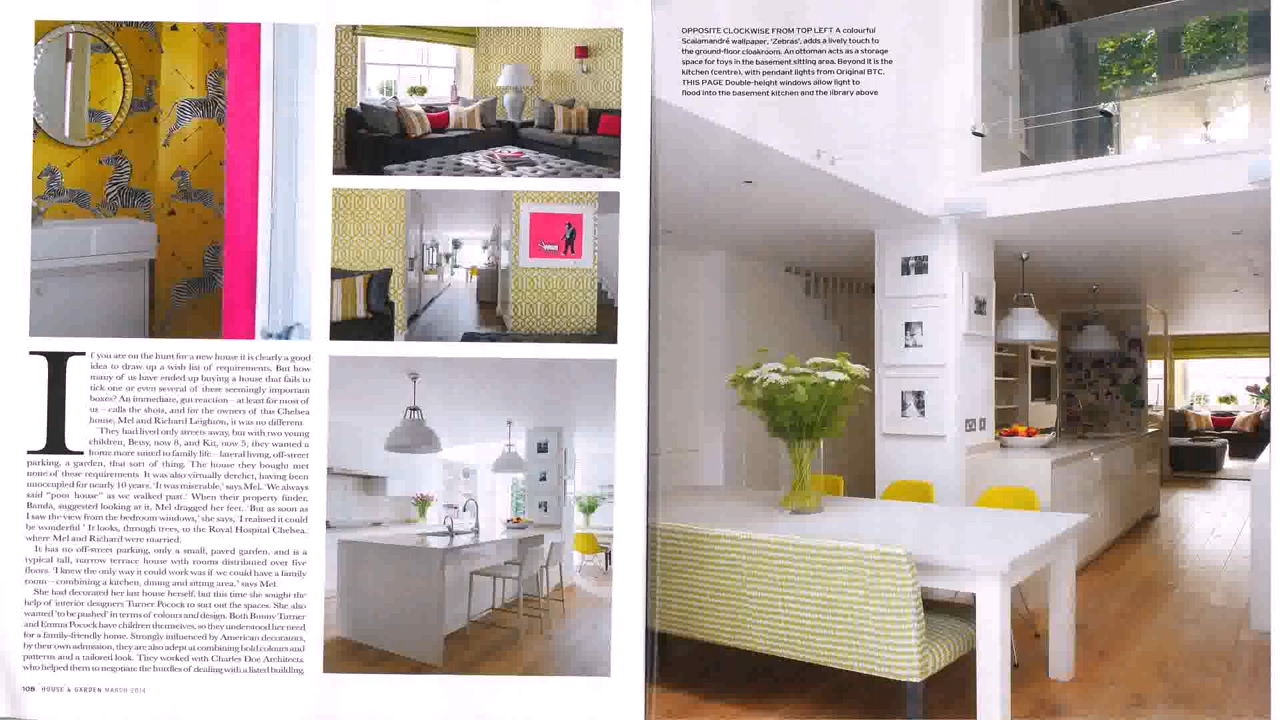 If you are on the hunt for a new house it is clearly a good
idea to draw up a wish list of requirements. But how
many of us have ended up buying a house that fails to
tick one or even several of these seemingly important
boxes? An immediate, gut reaction – at least for most of
us – calls the shots, and for the owners of this Chelsea
house, Mel and Richard Leighton, it was no different.
They had lived only streets away, but with two young
children, Betsy, now 8, and Kit, now 5, they wanted a
home more suited to family life – lateral living, off-street
parking, a garden, that sort of thing. The house they bought met
none of these requirements. It was also virtually derelict, having been
unoccupied for nearly 10 years. 'It was miserable,' says Mel. 'We always
said "poor house" as we walked past.' When their property finder,
Banda, suggested looking at it, Mel dragged her feet. 'But as soon as
I saw the view from the bedroom windows,' she says, 'I realised it could
be wonderful.' It looks, through trees, to the Royal Hospital Chelsea,
where Mel and Richard were married.
It has no off-street parking, only a small, paved garden, and is a
typical tall, narrow terrace house with rooms distributed over five
floors. 'I knew the only way it could work was if we could have a family
room – combining a kitchen, dining and sitting area,' says Mel.
She had decorated her last house herself, but this time she sought the
help of interior designers Turner Pocock to sort out the spaces. She also
wanted 'to be pushed' in terms of colours and design. Both Bunny Turner
and Emma Pocock have children themselves, so they understood her need
for a family-friendly home. Strongly influenced by American decorators,
by their own admission, they are also adept at combining bold colours and
patterns and a tailored look. They worked with Charles Doe Architects,
who helped them to negotiate the hurdles of dealing with a listed building.
108 HOUSE & GARDEN MARCH 2014
OPPOSITE CLOCKWISE FROM TOP LEFT A colourful
Scalamandré wallpaper, 'Zebras', adds a lively touch to
the ground-floor cloakroom. An ottoman acts as a storage
space for toys in the basement sitting area. Beyond it is the
kitchen (centre), with pendant lights from Original BTC.
THIS PAGE Double-height windows allow light to
flood into the basement kitchen and the library above